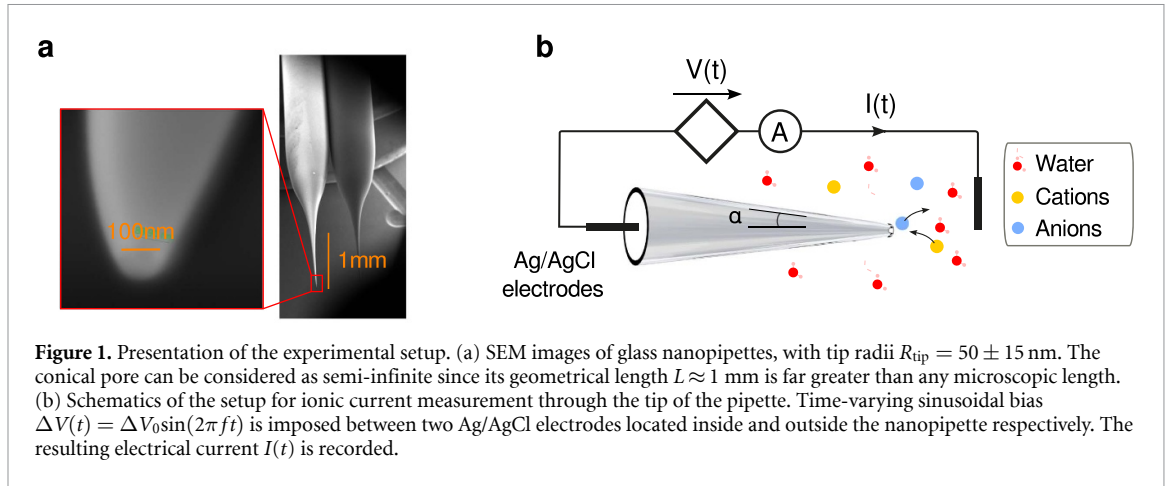 a
100nm
1mm
b
V(t)
A
I(t)
α
Ag/AgCl
electrodes
Water
Cations
Anions
Figure 1. Presentation of the experimental setup. (a) SEM images of glass nanopipettes, with tip radii Rtip = 50 ± 15 nm. The
conical pore can be considered as semi-infinite since its geometrical length L ≈ 1 mm is far greater than any microscopic length.
(b) Schematics of the setup for ionic current measurement through the tip of the pipette. Time-varying sinusoidal bias
ΔV(t) = ΔV0sin(2πft) is imposed between two Ag/AgCl electrodes located inside and outside the nanopipette respectively. The
resulting electrical current I(t) is recorded.